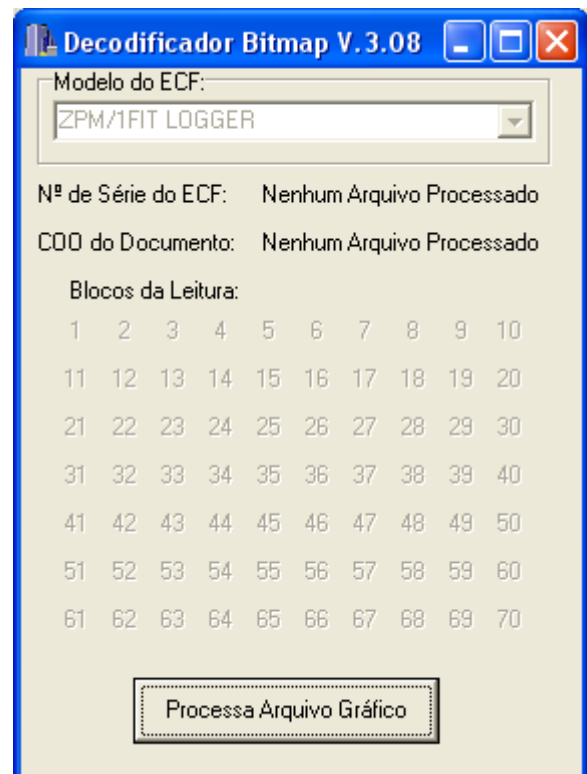 Decodificador Bitmap V.3.08
Modelo do ECF:
ZPM/1FIT LOGGER
Nº de Série do ECF: Nenhum Arquivo Processado
COO do Documento: Nenhum Arquivo Processado
Blocos da Leitura:
1 2 3 4 5 6 7 8 9 10
11 12 13 14 15 16 17 18 19 20
21 22 23 24 25 26 27 28 29 30
31 32 33 34 35 36 37 38 39 40
41 42 43 44 45 46 47 48 49 50
51 52 53 54 55 56 57 58 59 60
61 62 63 64 65 66 67 68 69 70
Processa Arquivo Gráfico